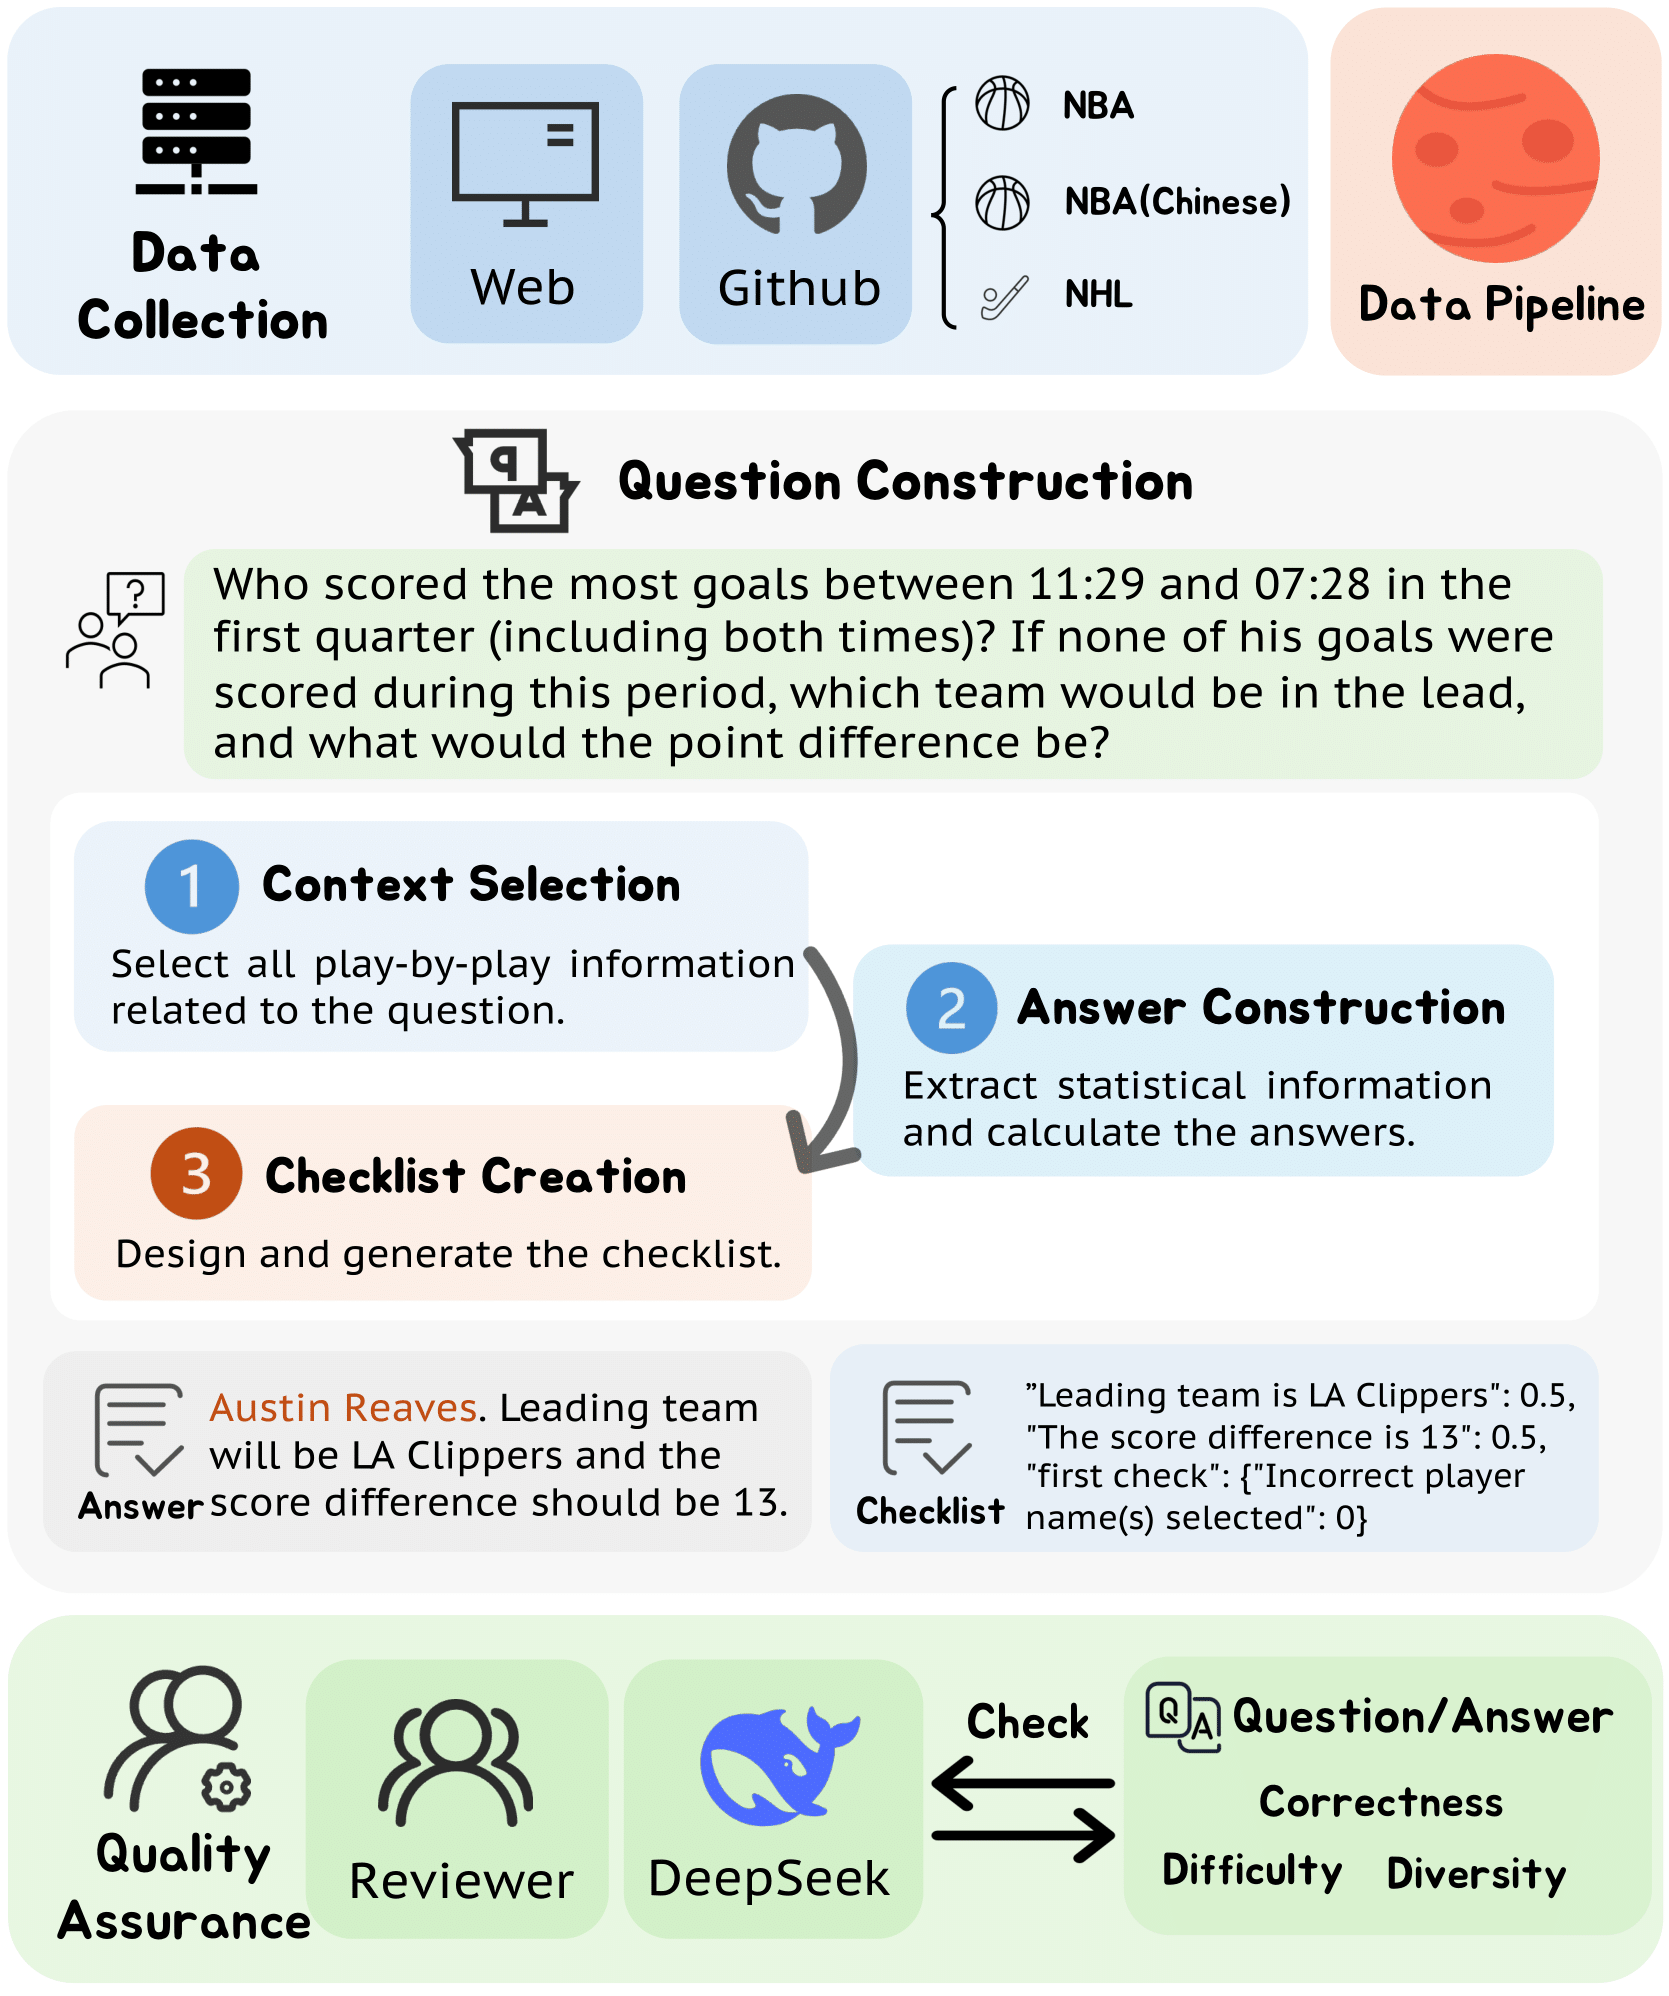 Data
Collection
Web
Github
NBA
NBA(Chinese)
NHL
Data Pipeline
Question Construction
Who scored the most goals between 11:29 and 07:28 in the
first quarter (including both times)? If none of his goals were
scored during this period, which team would be in the lead,
and what would the point difference be?
1
Context Selection
Select all play-by-play information
related to the question.
2
Answer Construction
Extract statistical information
and calculate the answers.
3
Checklist Creation
Design and generate the checklist.
Answer
Austin Reaves. Leading team
will be LA Clippers and the
score difference should be 13.
Checklist
”Leading team is LA Clippers": 0.5,
"The score difference is 13": 0.5,
"first check": {"Incorrect player
name(s) selected": 0}
Quality
Assurance
Reviewer
DeepSeek
Check
Q
A
Question/Answer
Correctness
Difficulty
Diversity